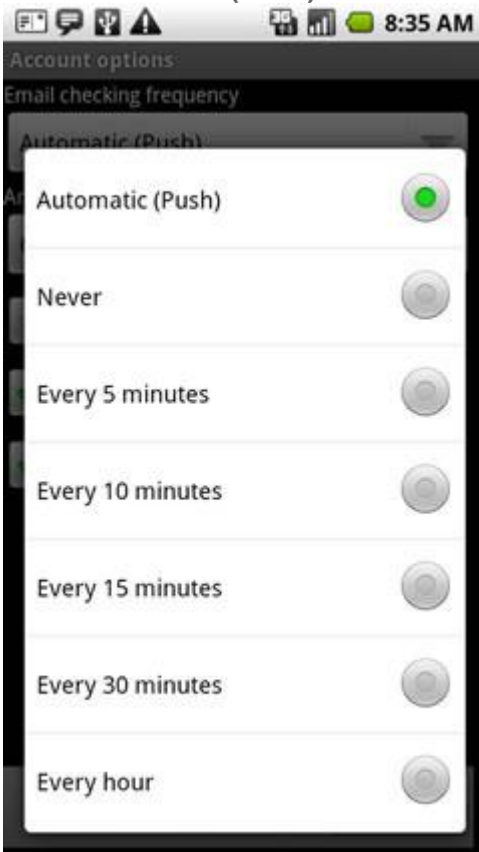 8:35 AM
Account options
Email checking frequency
Automatic (Push)
Automatic (Push)
Never
Every 5 minutes
Every 10 minutes
Every 15 minutes
Every 30 minutes
Every hour